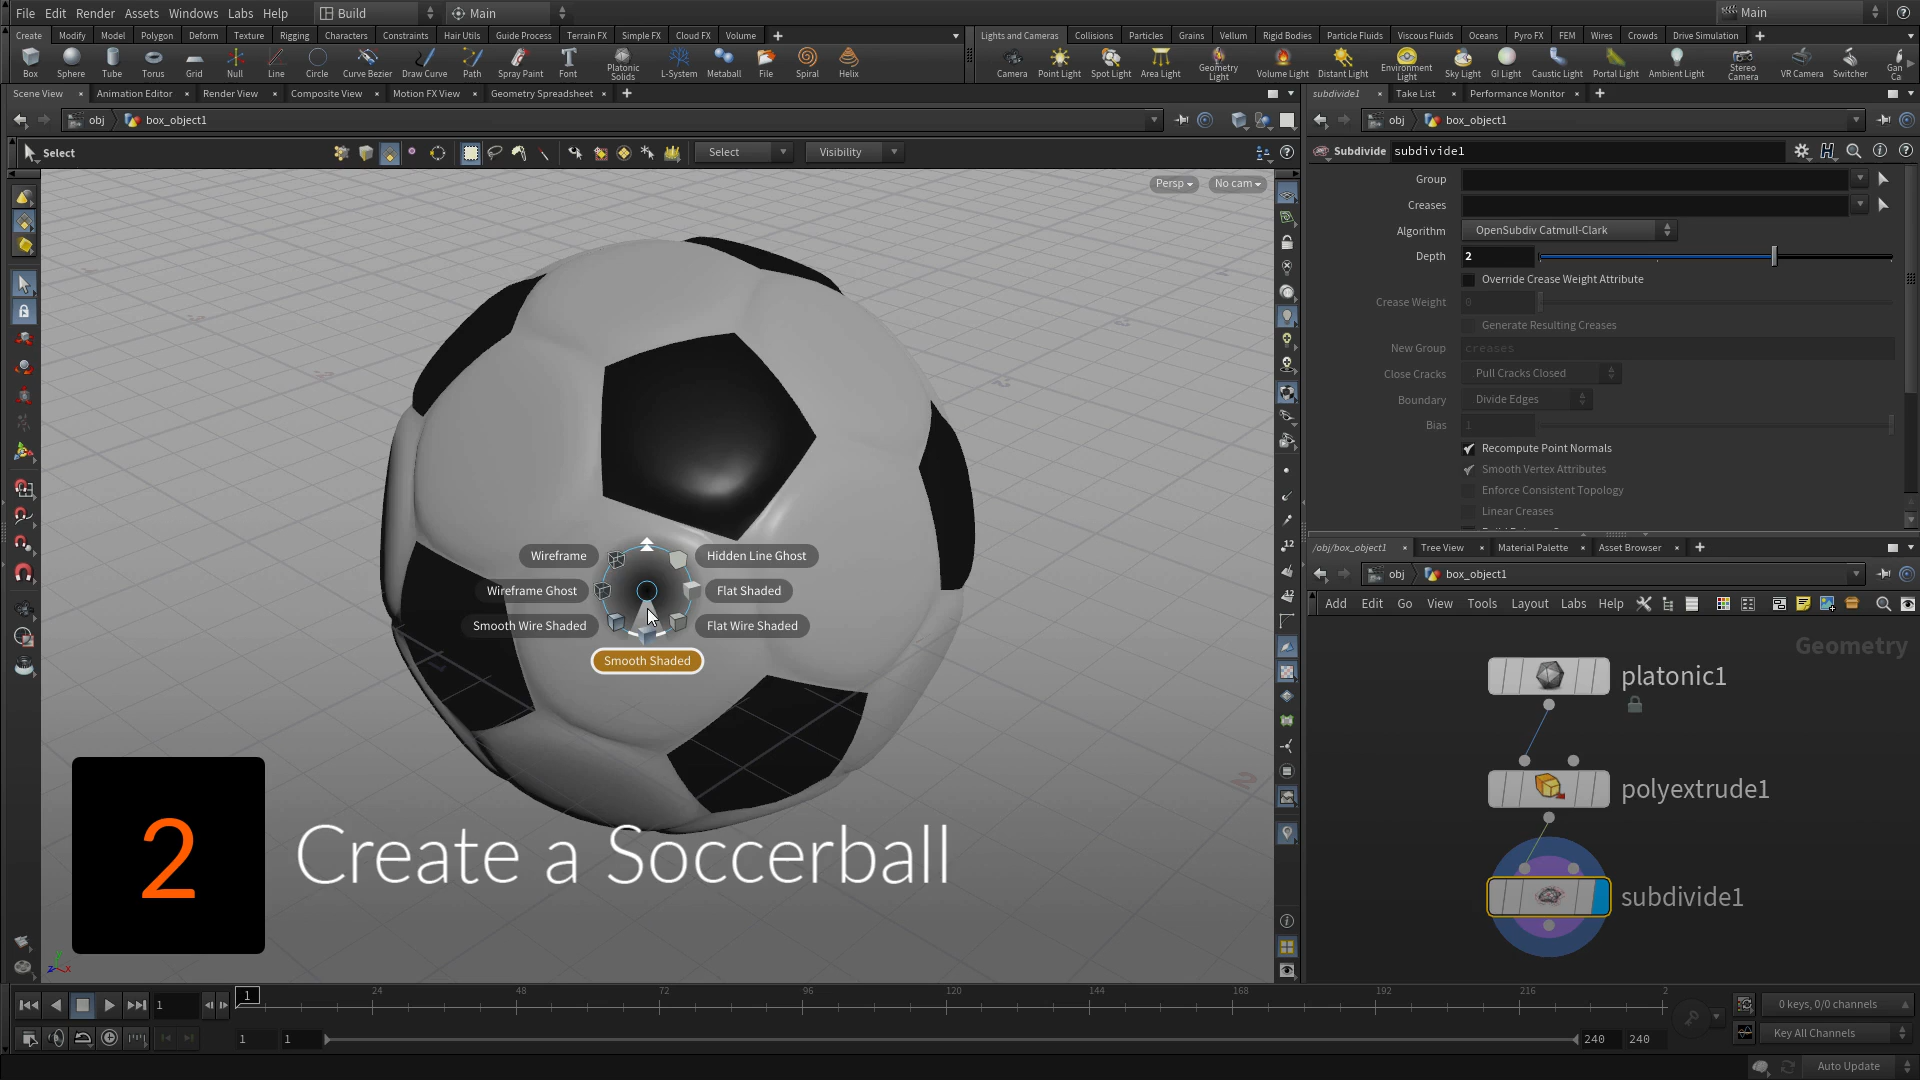 File Edit Render Assets Windows Labs Help Build Main Main
Create Modify Model Polygon Deform Texture Rigging Characters Constraints Hair Utils Guide Process Terrain FX Simple FX Cloud FX Volume
Lights and Cameras Collisions Particles Grains Vellum Rigid Bodies Particle Fluids Viscous Fluids Oceans Pyro FX FEM Wires Crowds Drive Simulation
Box Sphere Tube Torus Grid Null Line Circle Curve Bezier Draw Curve Path Spray Paint Font Platonic Solids L-System Metaball File Spiral Helix
Camera Point Light Spot Light Area Light Geometry Light Volume Light Distant Light Environment Light Sky Light GI Light Caustic Light Portal Light Ambient Light Stereo Camera VR Camera Switcher Gan Ca
Scene View Animation Editor Render View Composite View Motion FX View Geometry Spreadsheet
subdivide1 Take List Performance Monitor
obj box_object1
obj box_object1
Select Select Visibility
Subdivide subdivide1
Persp No cam
Group
Creases
Algorithm OpenSubdiv Catmull-Clark
Depth 2
Override Crease Weight Attribute
Crease Weight 0
Generate Resulting Creases
New Group creases
Close Cracks Pull Cracks Closed
Boundary Divide Edges
Bias 1
Recompute Point Normals
Smooth Vertex Attributes
Enforce Consistent Topology
Linear Creases
Wireframe Hidden Line Ghost
Wireframe Ghost Flat Shaded
Smooth Wire Shaded Flat Wire Shaded
Smooth Shaded
/obj/box_object1 Tree View Material Palette Asset Browser
obj box_object1
Add Edit Go View Tools Layout Labs Help
Geometry
platonic1
polyextrude1
subdivide1
12
12
2
2 Create a Soccerball
1 1 24 48 72 96 120 144 168 192 216 2
0 keys, 0/0 channels
1 1 240 240
Key All Channels
Auto Update